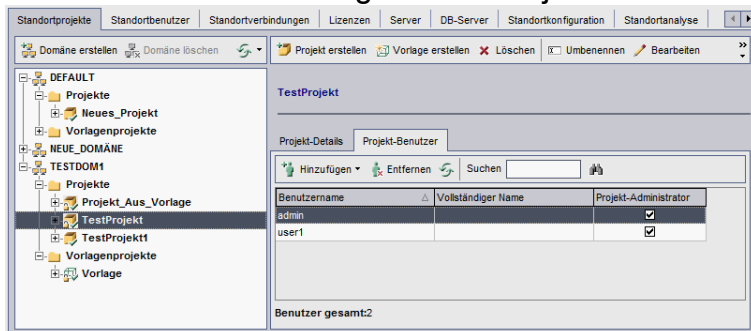 Standortprojekte Standortbenutzer Standortverbindungen Lizenzen Server DB-Server Standortkonfiguration Standortanalyse
Domäne erstellen Domäne löschen
Projekt erstellen Vorlage erstellen Löschen Umbenennen Bearbeiten
DEFAULT
Projekte
Neues_Projekt
Vorlagenprojekte
NEUE_DOMÄNE
TESTDOM1
Projekte
Projekt_Aus_Vorlage
TestProjekt
TestProjekt1
Vorlagenprojekte
Vorlage
TestProjekt
Projekt-Details Projekt-Benutzer
Hinzufügen Entfernen Suchen
Benutzername Vollständiger Name Projekt-Administrator
admin
user1
Benutzer gesamt:2